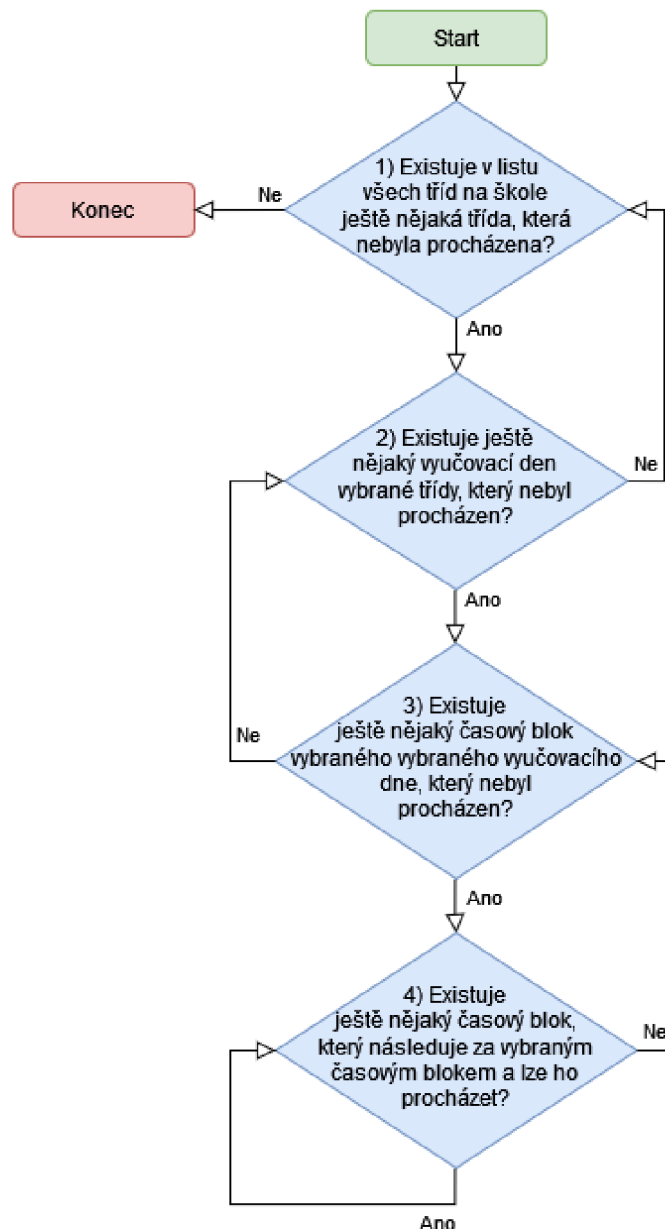 Start
1) Existuje v listu
všech tříd na škole
ještě nějaká třída, která
nebyla procházena?
Ne
Konec
Ano
2) Existuje ještě
nějaký vyučovací den
vybrané třídy, který nebyl
procházen?
Ne
Ano
3) Existuje
ještě nějaký časový blok
vybraného vybraného vyučovacího
dne, který nebyl
procházen?
Ne
Ano
4) Existuje
ještě nějaký časový blok,
který následuje za vybraným
časovým blokem a lze ho
procházet?
Ne
Ano